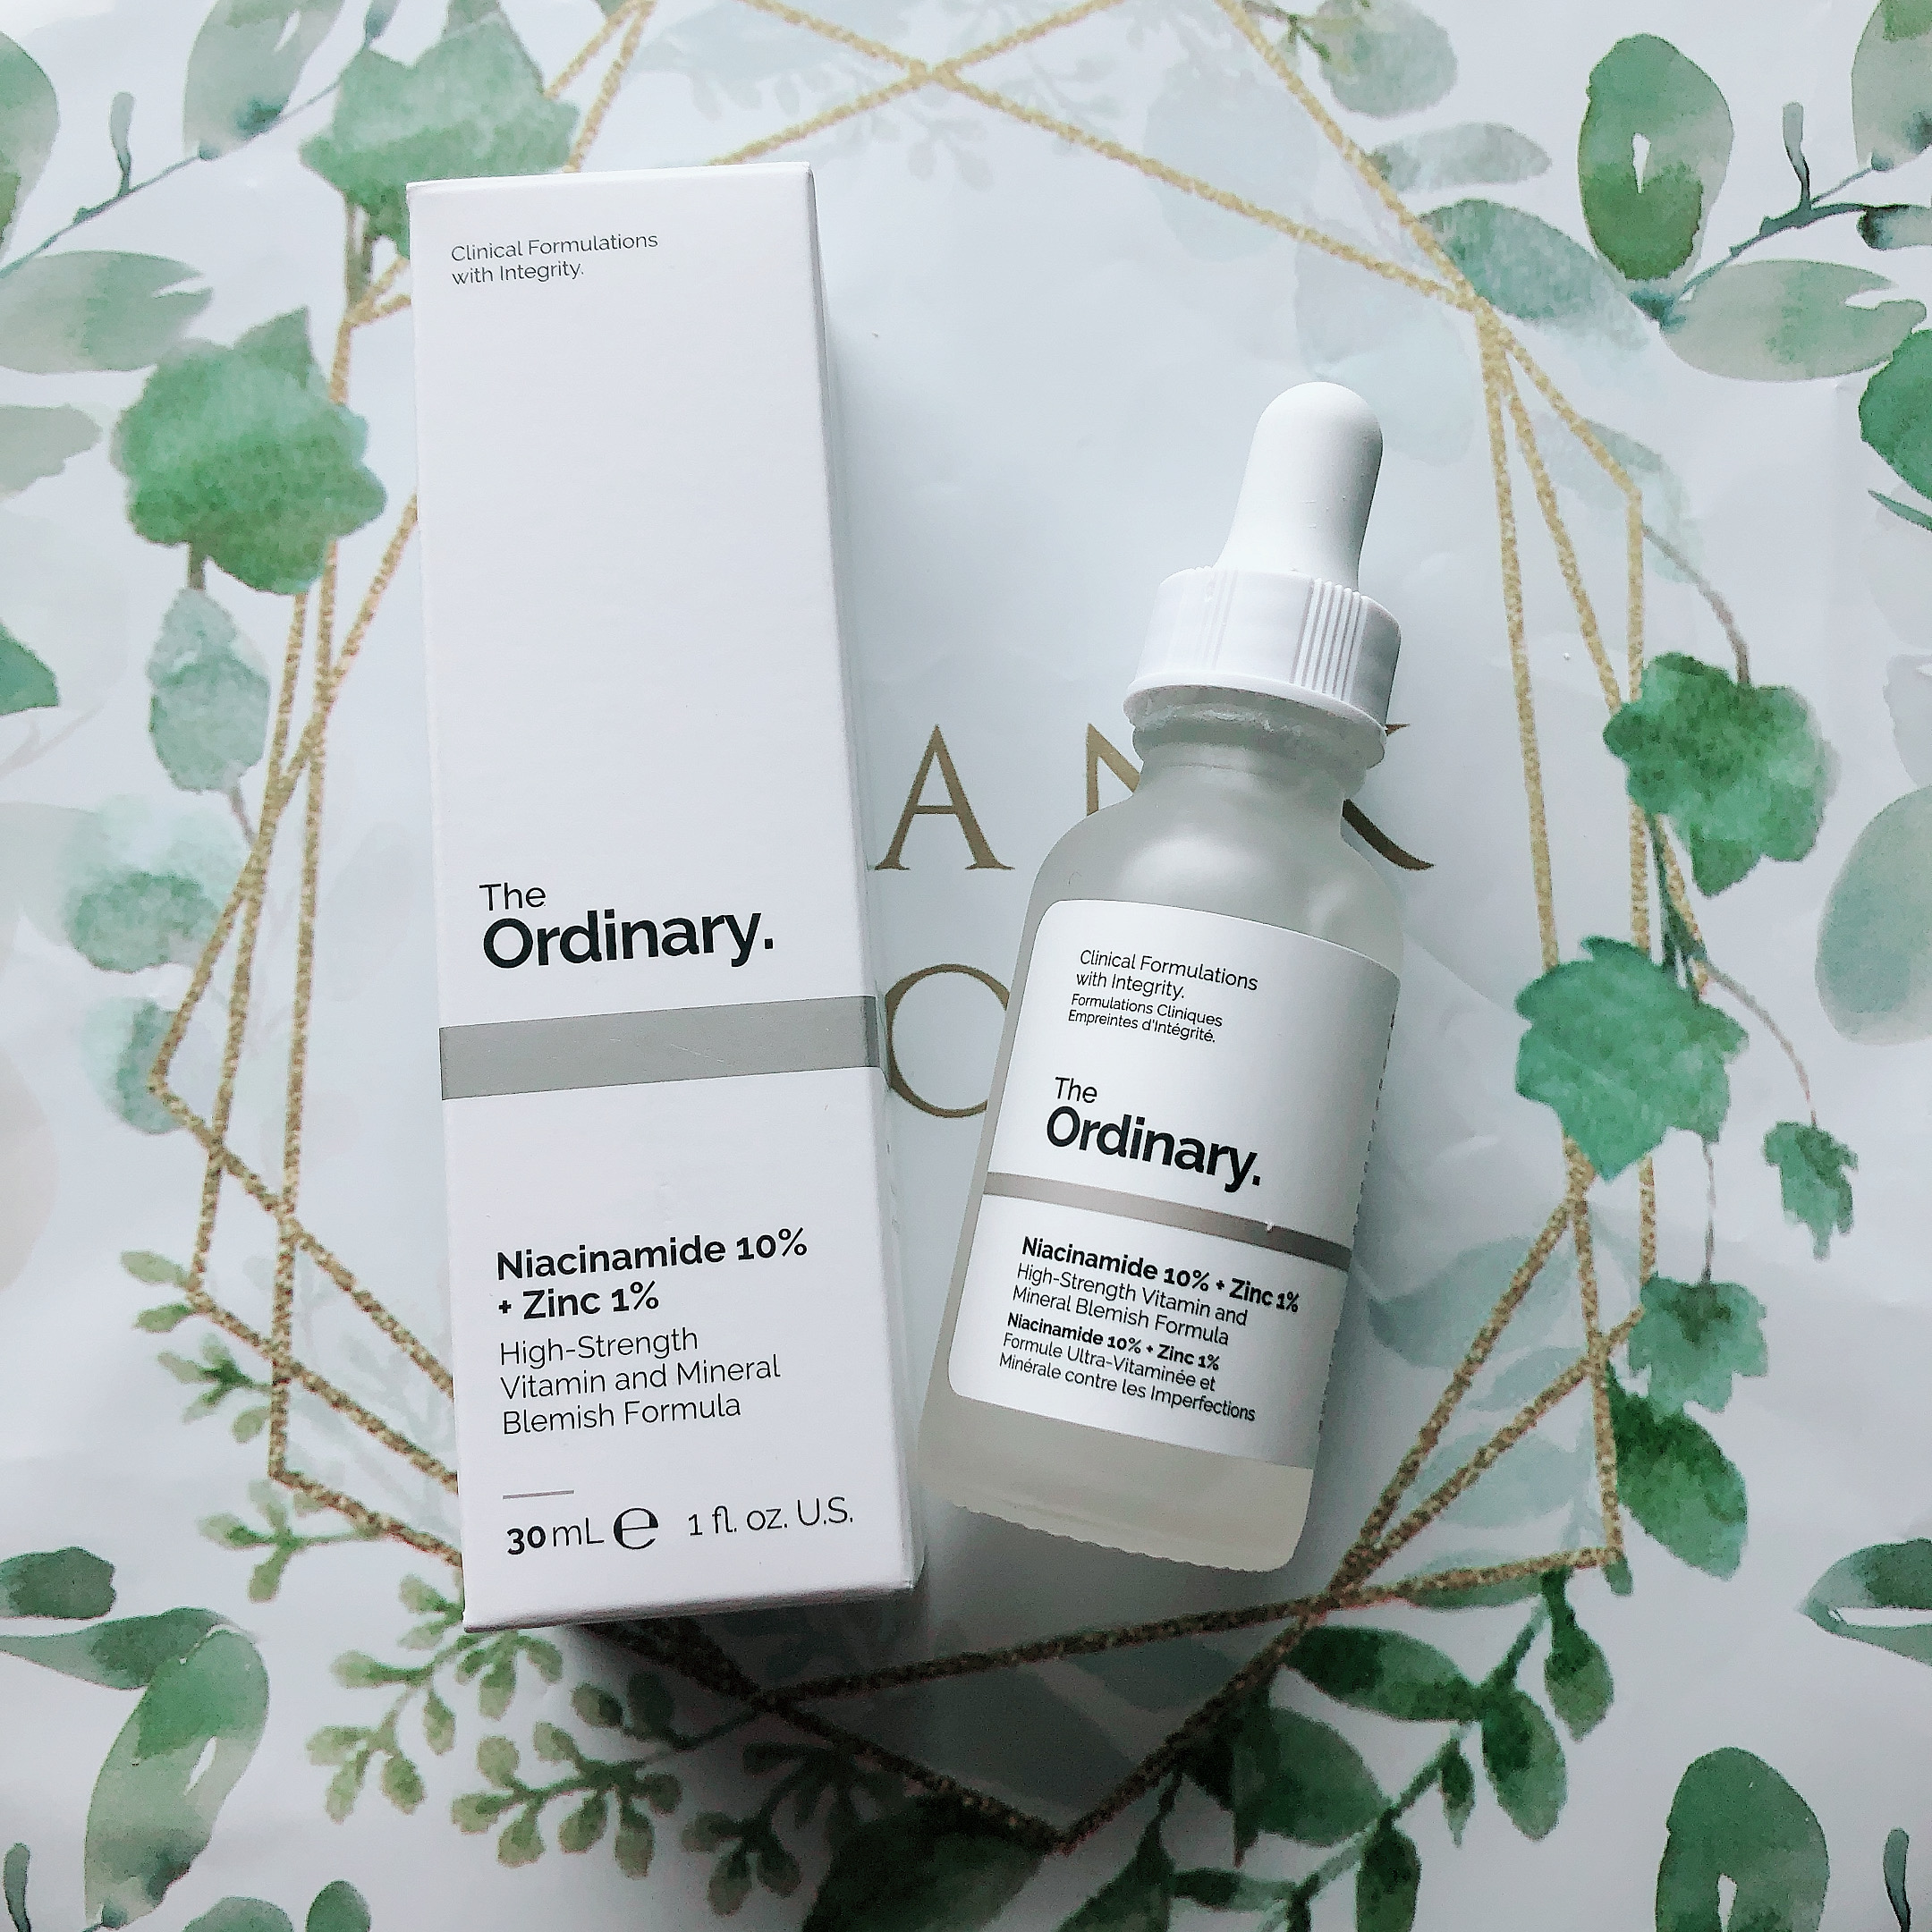 Clinical Formulations
with Integrity.
The
Ordinary.
Niacinamide 10%
+ Zinc 1%
High-Strength
Vitamin and Mineral
Blemish Formula
30 mL ℮ 1 fl. oz. U.S.
Clinical Formulations
with Integrity.
Formulations Cliniques
Empreintes d'Intégrité.
The
Ordinary.
Niacinamide 10% + Zinc 1%
High-Strength Vitamin and
Mineral Blemish Formula
Niacinamide 10% + Zinc 1%
Formule Ultra-Vitaminée et
Minérale contre les Imperfections